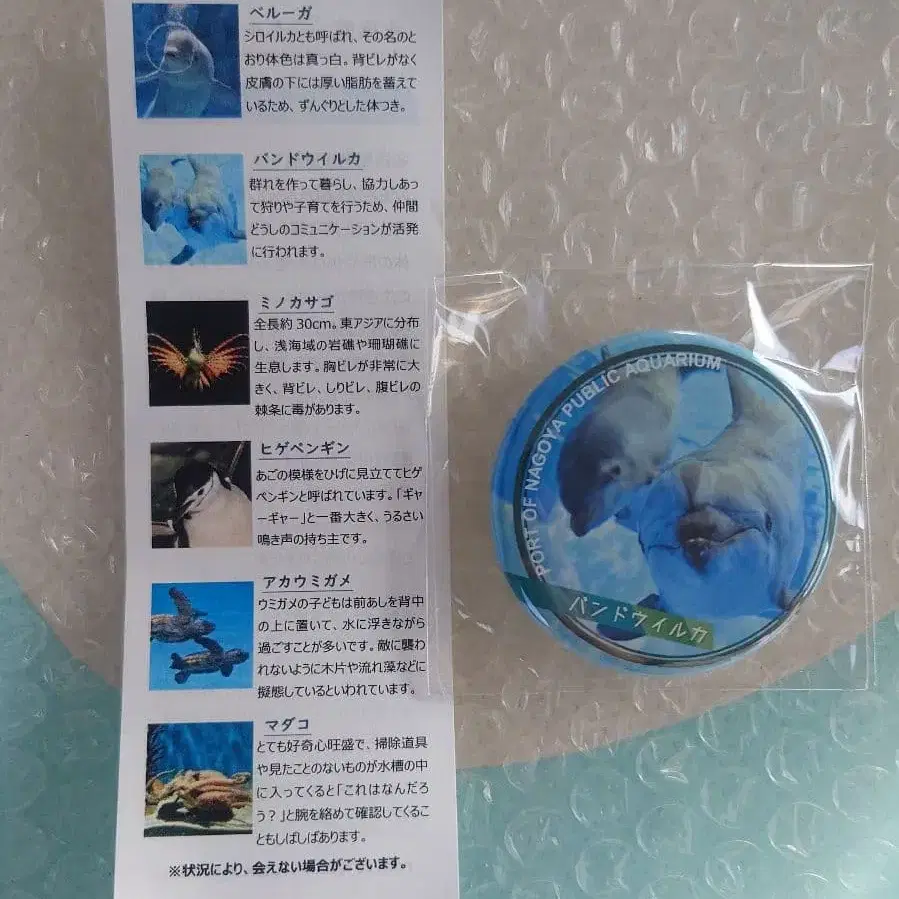 ベルーガ
シロイルカとも呼ばれ、その名のと
おり体色は真っ白。背ビレがなく
皮膚の下には厚い脂肪を蓄えて
いるため、ずんぐりとした体つき。
バンドウイルカ
群れを作って暮らし、協力しあっ
て狩りや子育てを行うため、仲間
どうしのコミュニケーションが活発
に行われます。
ミノカサゴ
全長約30cm。東アジアに分布
し、浅海域の岩礁や珊瑚礁に
生息します。胸ビレが非常に大
きく、背ビレ、しりビレ、腹ビレの
棘条に毒があります。
ヒゲペンギン
あごの模様をひげに見立ててヒゲ
ペンギンと呼ばれています。「ギャ
ーギャー」と一番大きく、うるさい
鳴き声の持ち主です。
アカウミガメ
ウミガメの子どもは前あしを背中
の上に置いて、水に浮きながら
過ごすことが多いです。敵に襲わ
れないように木片や流れ藻などに
擬態しているといわれています。
マダコ
とても好奇心旺盛で、掃除道具
や見たことのないものが水槽の中
に入ってくると「これはなんだろ
う？」と腕を絡めて確認してくるこ
ともしばしばあります。
※状況により、会えない場合がございます。
PORT OF NAGOYA PUBLIC AQUARIUM
バンドウイルカ